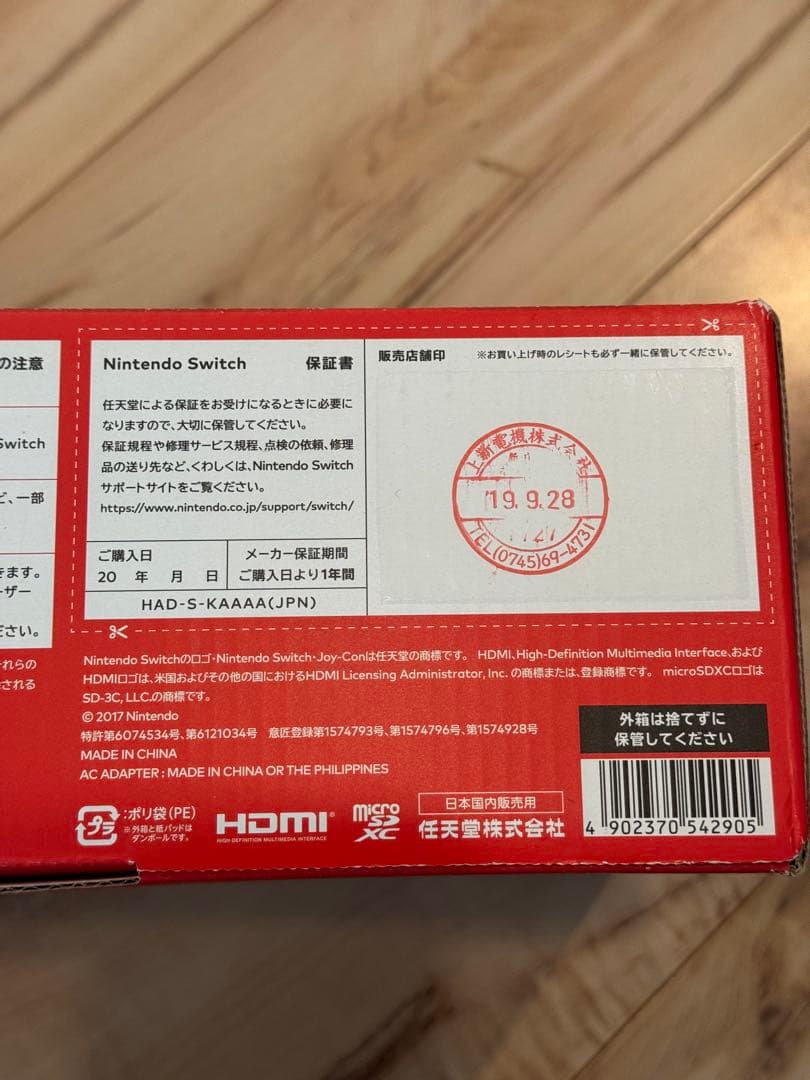 の注意
Switch
ど、一部
きます。
ーザー
ださい。
れらの
される
Nintendo Switch 保証書
任天堂による保証をお受けになるときに必要に
なりますので、大切に保管してください。
保証規程や修理サービス規程、点検の依頼、修理
品の送り先など、くわしくは、Nintendo Switch
サポートサイトをご覧ください。
https://www.nintendo.co.jp/support/switch/
ご購入日
20 年 月 日
メーカー保証期間
ご購入日より1年間
HAD-S-KAAAA(JPN)
販売店舗印 ※お買い上げ時のレシートも必ず一緒に保管してください。
上新電機株式会社
19.9.28
TEL(0745)69-4731
Nintendo Switchのロゴ・Nintendo Switch・Joy-Conは任天堂の商標です。 HDMI、High-Definition Multimedia Interface、および
HDMIロゴは、米国およびその他の国におけるHDMI Licensing Administrator, Inc. の商標または、登録商標です。 microSDXCロゴは
SD-3C, LLC.の商標です。
© 2017 Nintendo
特許第6074534号、第6121034号 意匠登録第1574793号、第1574796号、第1574928号
MADE IN CHINA
AC ADAPTER : MADE IN CHINA OR THE PHILIPPINES
外箱は捨てずに
保管してください
プラ
:ポリ袋(PE)
※外箱と紙パッドは
ダンボールです。
HDMI
HIGH-DEFINITION MULTIMEDIA INTERFACE
micro
SD
XC
日本国内販売用
任天堂株式会社
4 902370 542905